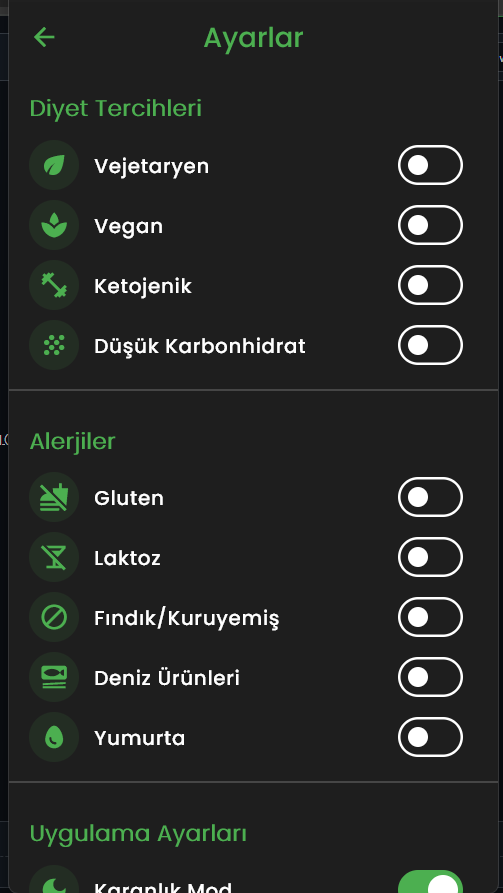 Ayarlar
Diyet Tercihleri
Vejetaryen
Vegan
Ketojenik
Düşük Karbonhidrat
Alerjiler
Gluten
Laktoz
Fındık/Kuruyemiş
Deniz Ürünleri
Yumurta
Uygulama Ayarları
Karanlık Mod